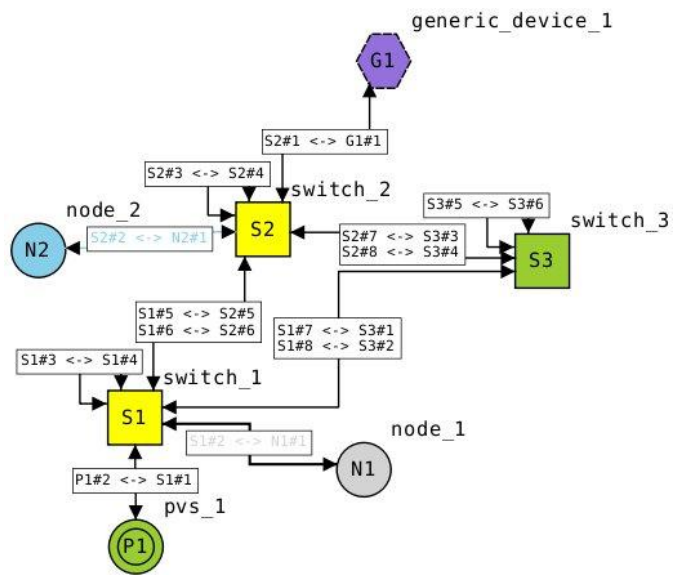 generic_device_1
G1
S2#1 <-> G1#1
S2#3 <-> S2#4
switch_2
node_2
S3#5 <-> S3#6
switch_3
S2
N2
S2#2 <-> N2#1
S2#7 <-> S3#3
S2#8 <-> S3#4
S3
S1#5 <-> S2#5
S1#6 <-> S2#6
S1#7 <-> S3#1
S1#8 <-> S3#2
S1#3 <-> S1#4
switch_1
S1
S1#2 <-> N1#1
node_1
N1
P1#2 <-> S1#1
pvs_1
P1